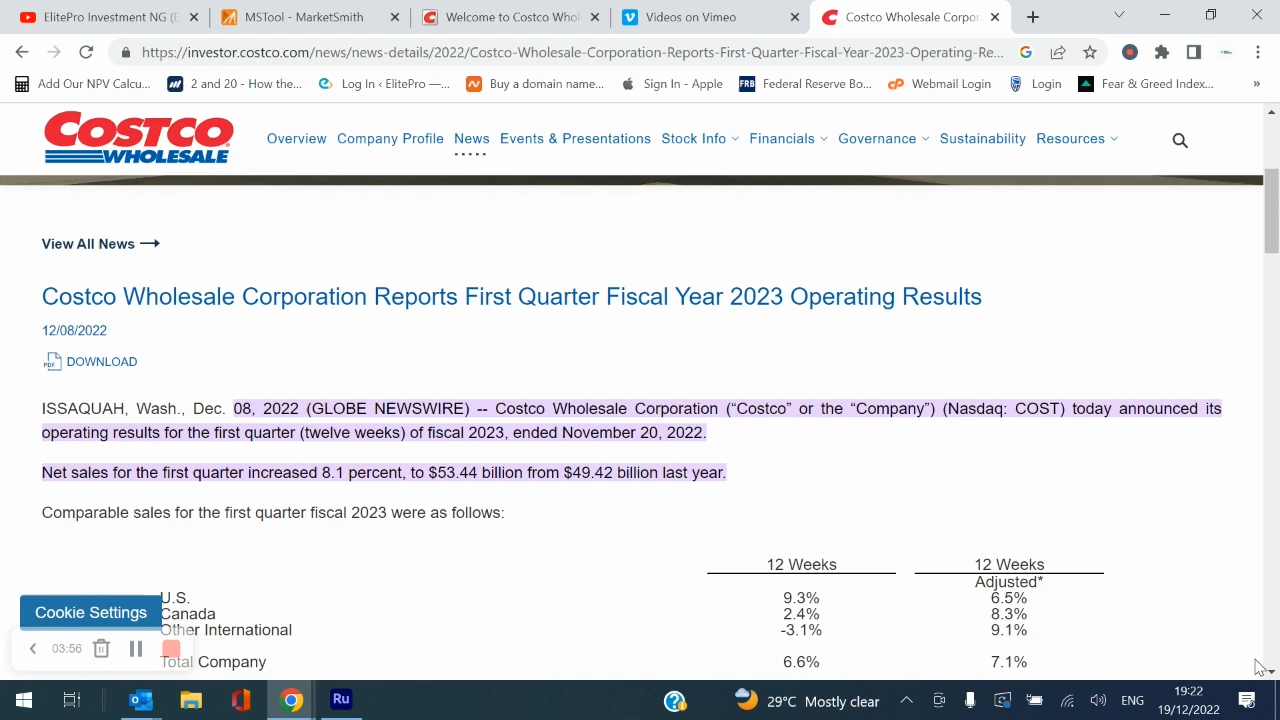 ElitePro Investment NG (E
MSTool - MarketSmith
Welcome to Costco Whol
Videos on Vimeo
Costco Wholesale Corpor
https://investor.costco.com/news/news-details/2022/Costco-Wholesale-Corporation-Reports-First-Quarter-Fiscal-Year-2023-Operating-Re...
Add Our NPV Calcu...
2 and 20 - How the...
Log In ‹ ElitePro —...
Buy a domain name...
Sign In - Apple
FRB
Federal Reserve Bo...
cP
Webmail Login
Login
Fear & Greed Index...
»
COSTCO
WHOLESALE
Overview
Company Profile
News
Events & Presentations
Stock Info
Financials
Governance
Sustainability
Resources
View All News
Costco Wholesale Corporation Reports First Quarter Fiscal Year 2023 Operating Results
12/08/2022
PDF DOWNLOAD
ISSAQUAH, Wash., Dec. 08, 2022 (GLOBE NEWSWIRE) -- Costco Wholesale Corporation (“Costco” or the “Company”) (Nasdaq: COST) today announced its
operating results for the first quarter (twelve weeks) of fiscal 2023, ended November 20, 2022.
Net sales for the first quarter increased 8.1 percent, to $53.44 billion from $49.42 billion last year.
Comparable sales for the first quarter fiscal 2023 were as follows:
12 Weeks 12 Weeks
Adjusted*
U.S. 9.3% 6.5%
Canada 2.4% 8.3%
Other International -3.1% 9.1%
Total Company 6.6% 7.1%
Cookie Settings
03:56
Ru
29°C Mostly clear
ENG
19:22
19/12/2022